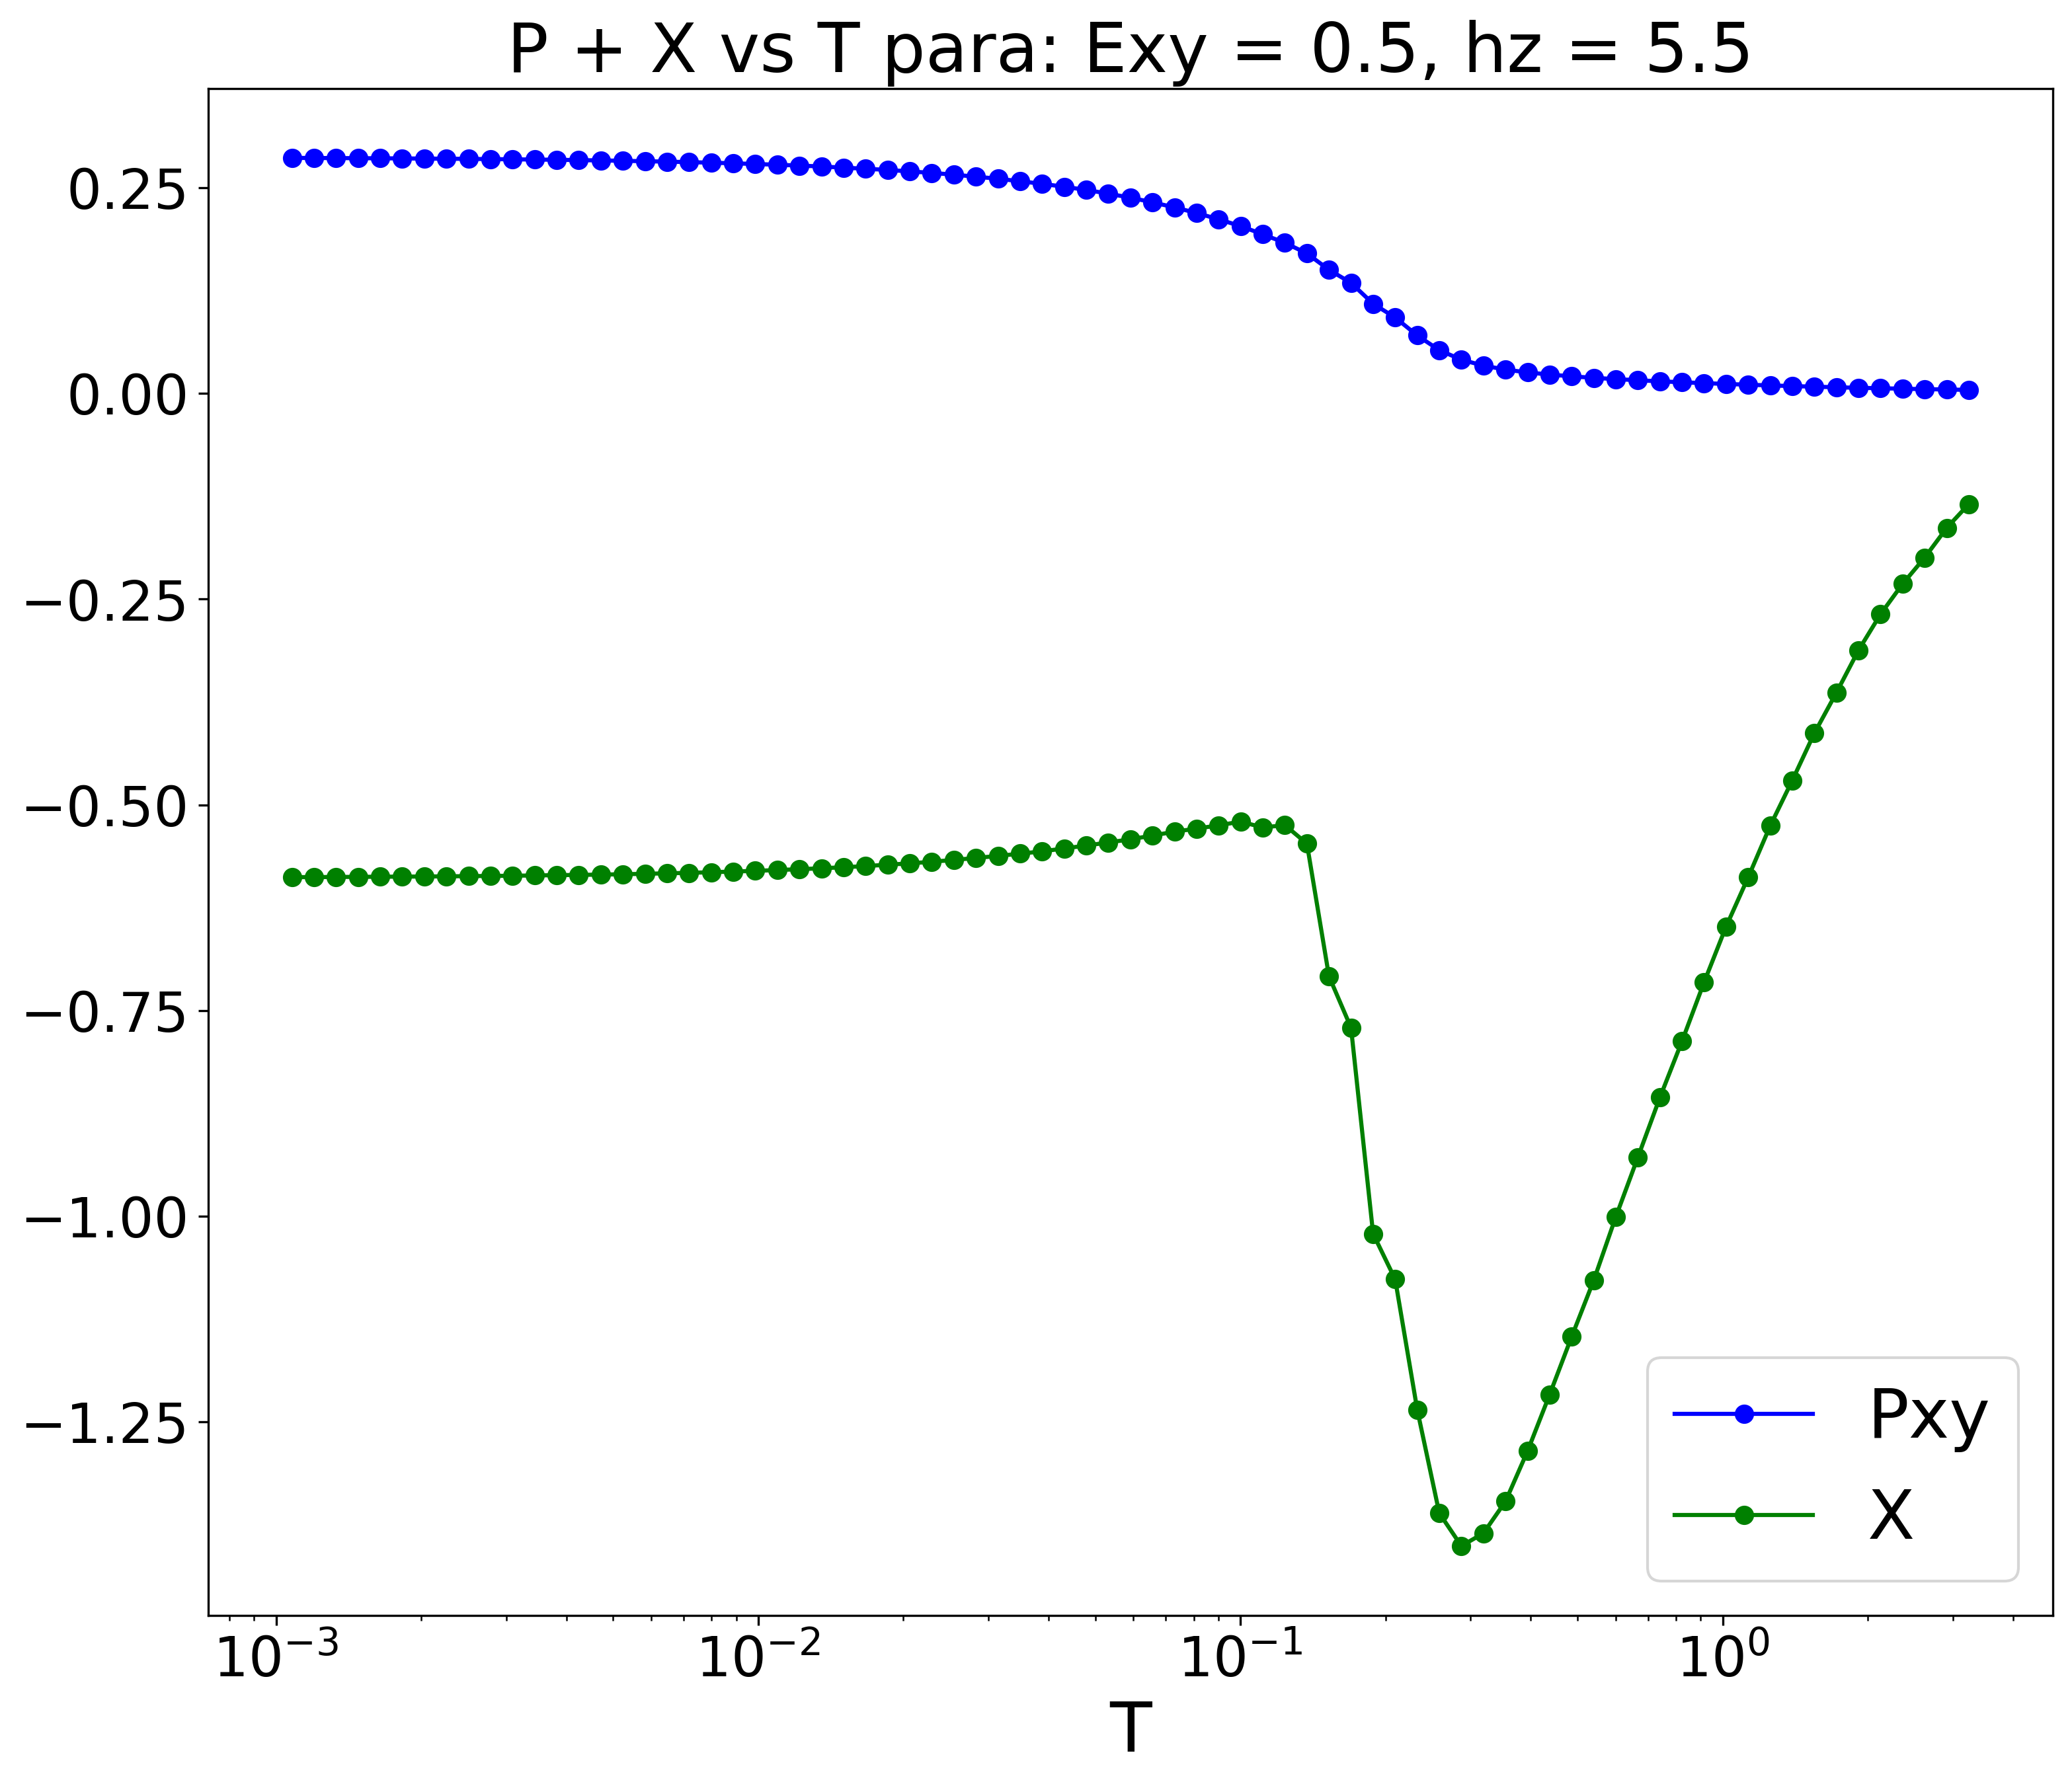 P + X vs T para: Exy = 0.5, hz = 5.5
0.25
0.00
−0.25
−0.50
−0.75
−1.00
−1.25
Pxy
X
10⁻³ 10⁻² 10⁻¹ 10⁰
T